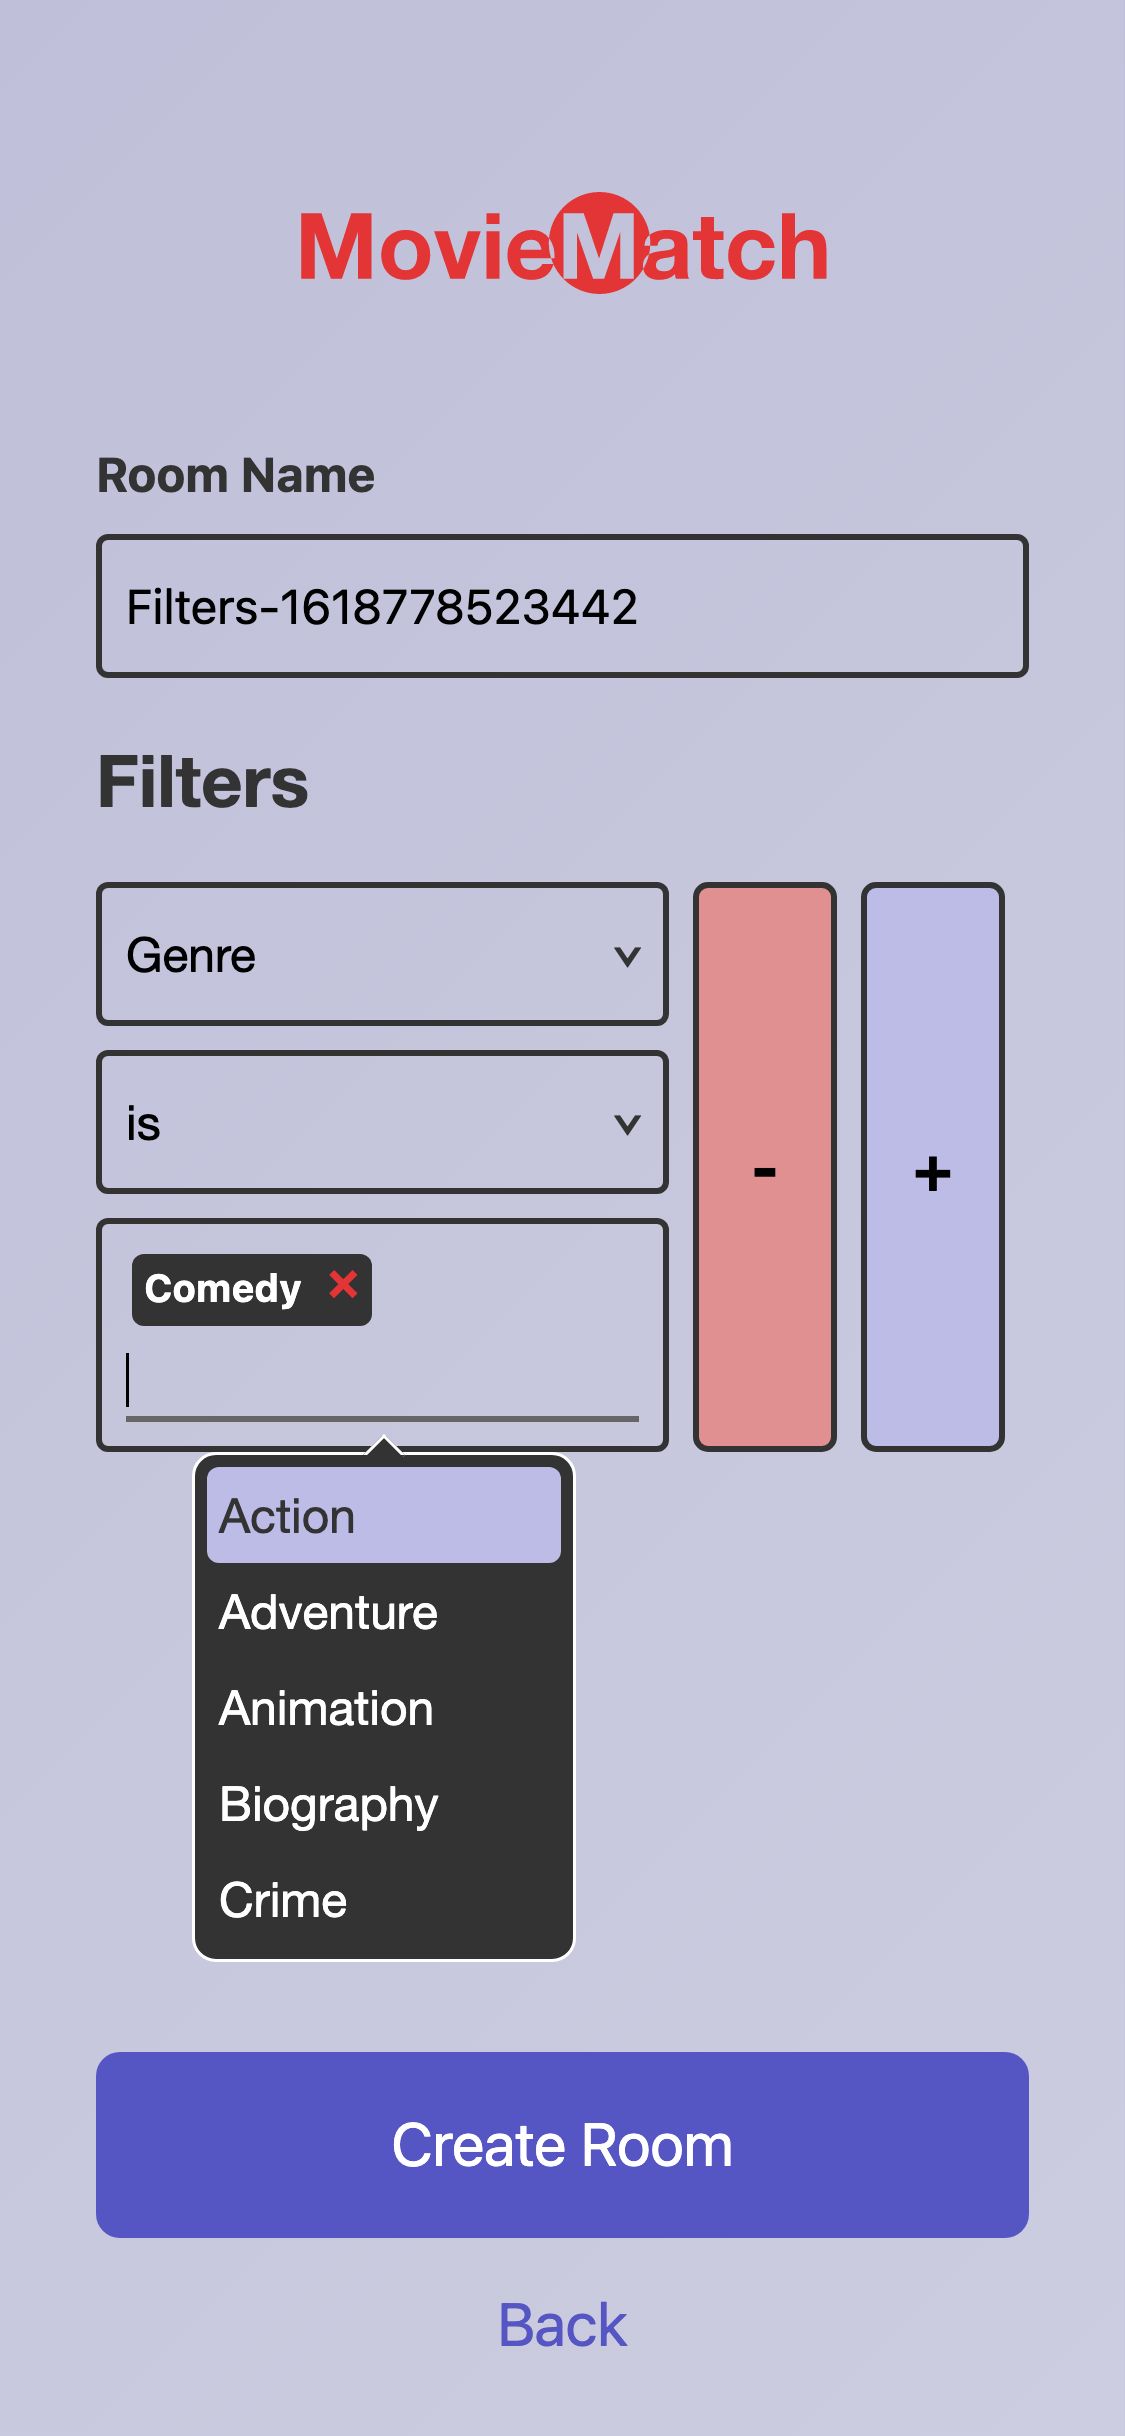 MovieMatch
Room Name
Filters-1618778523442
Filters
Genre
is
Comedy
-
+
Action
Adventure
Animation
Biography
Crime
Create Room
Back